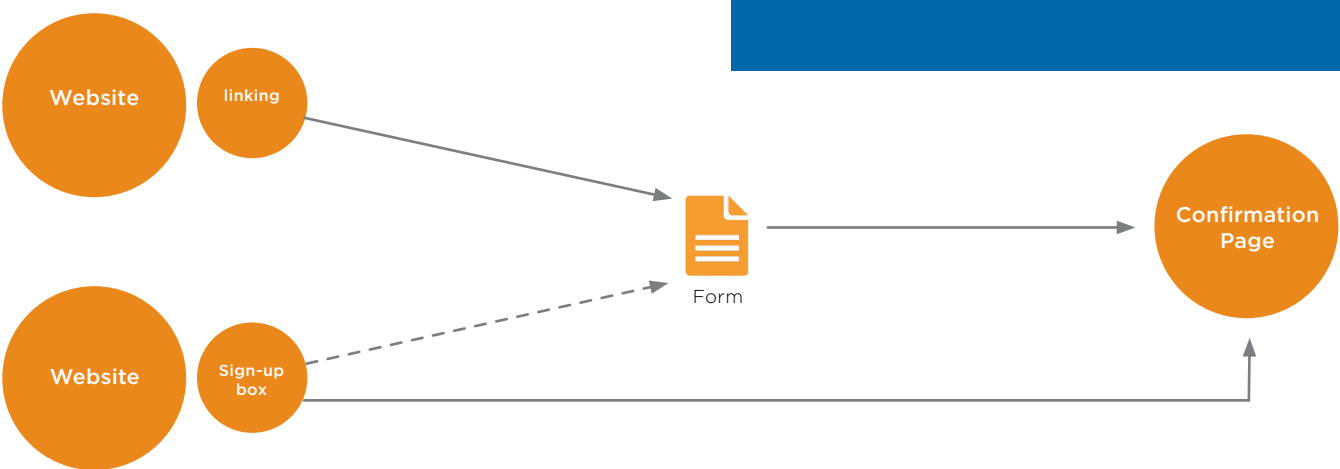 Website
linking
Confirmation
Page
Form
Website
Sign-up
box